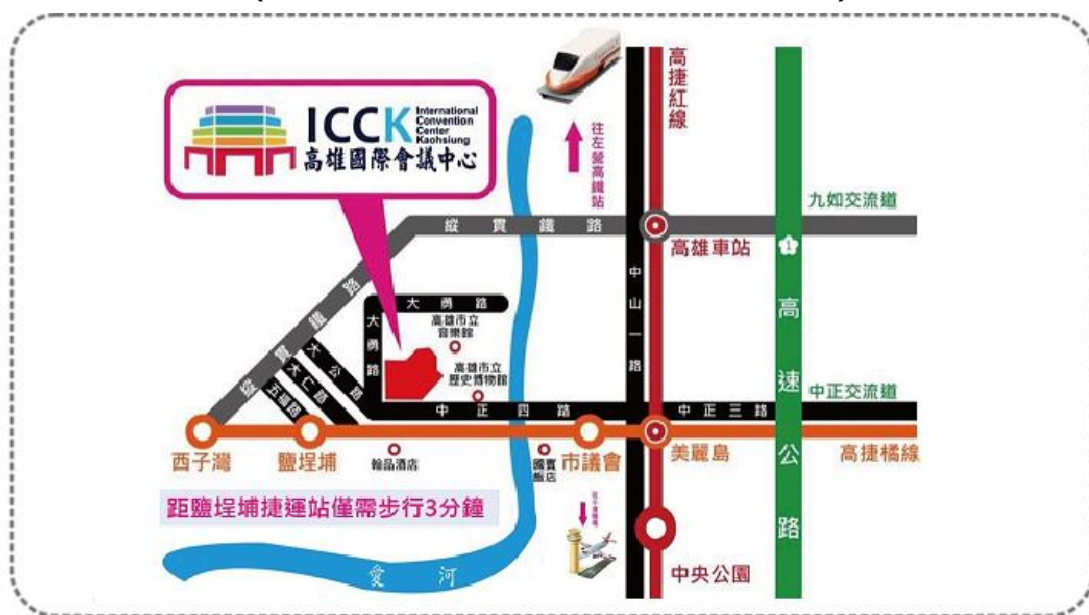 ICCK
International
Convention
Center
Kaohsiung
高雄國際會議中心
往左營高鐵站
高捷紅線
九如交流道
縱貫鐵路
高雄車站
縱貫鐵路
中山一路
1
高速公路
大勇路
大勇路
高雄市立
音樂館
高雄市立
歷史博物館
大公路
大仁路
五福路
中正四路
中正三路
中正交流道
西子灣
鹽埕埔
翰品酒店
國賓
飯店
市議會
美麗島
高捷橘線
距鹽埕埔捷運站僅需步行3分鐘
愛河
中央公園